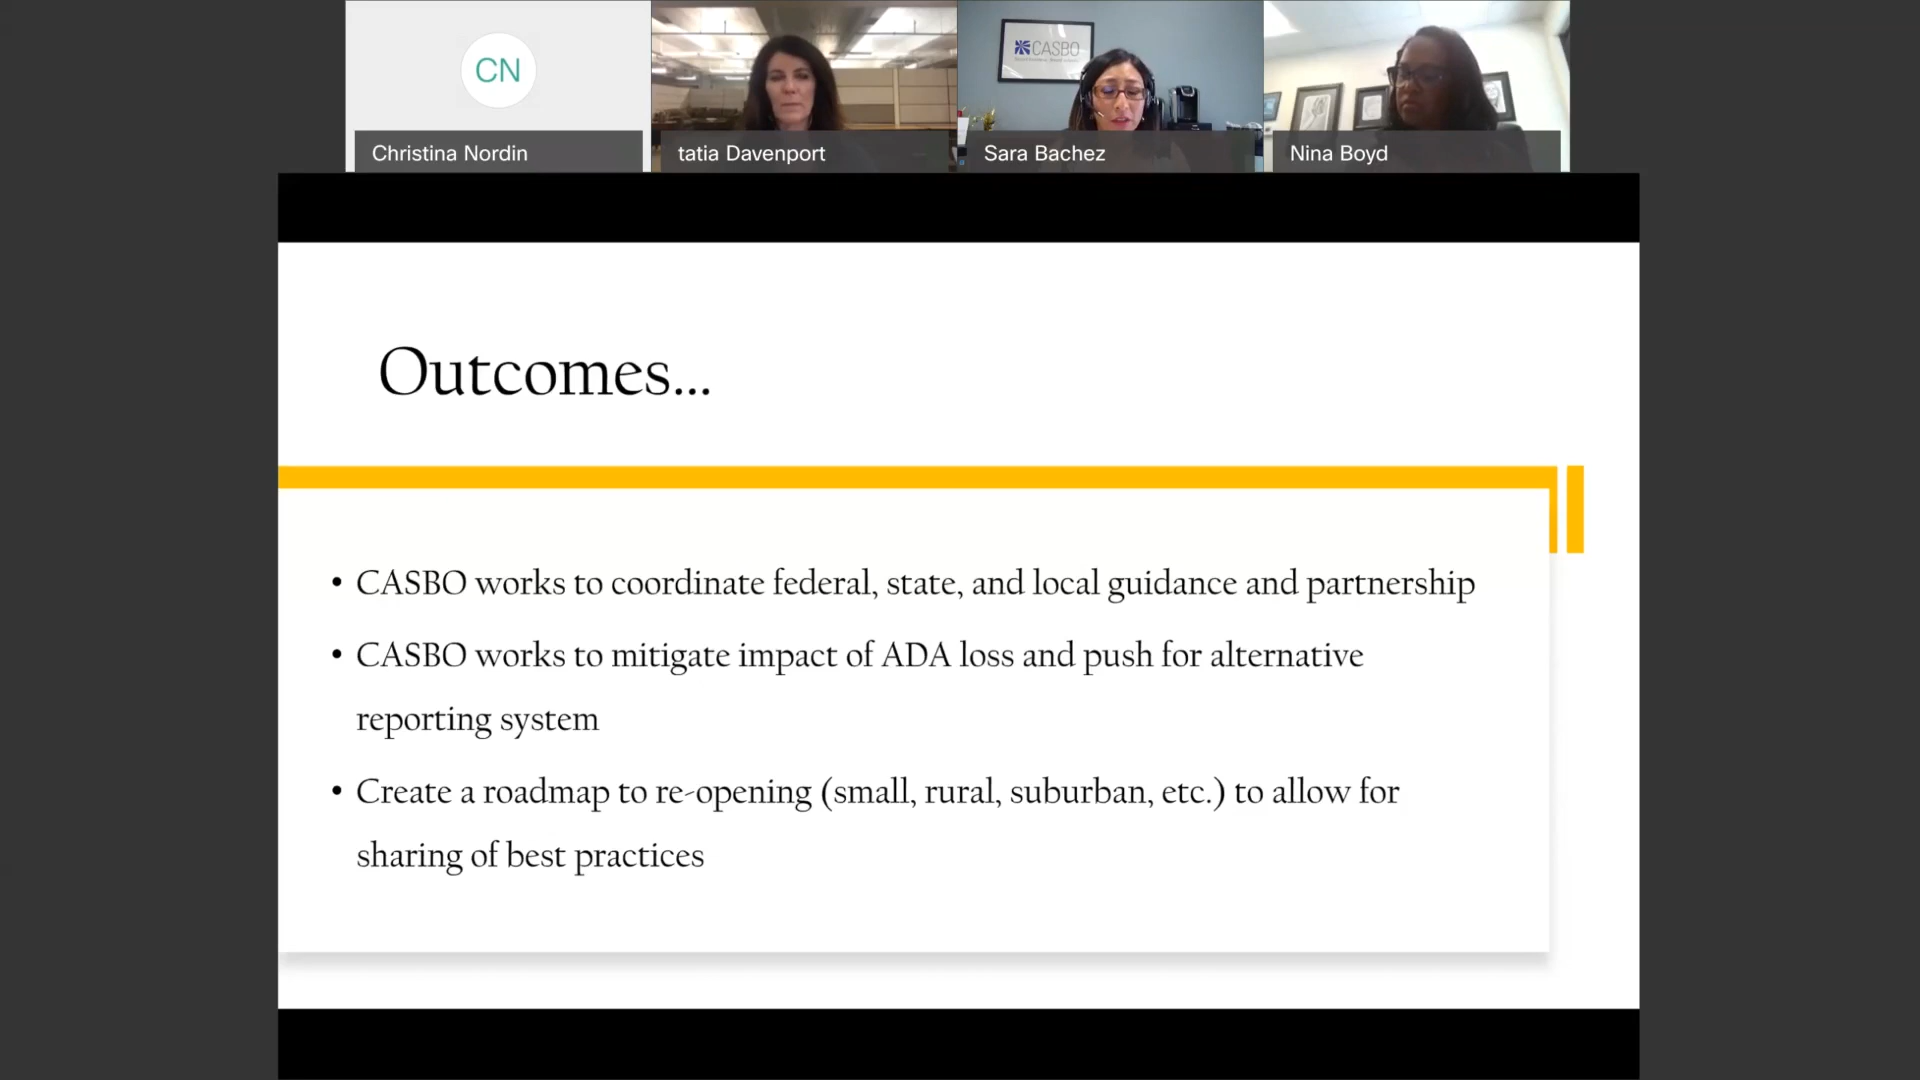 CN
Christina Nordin
tatia Davenport
CASBO
Sara Bachez
Nina Boyd
Outcomes...
• CASBO works to coordinate federal, state, and local guidance and partnership
• CASBO works to mitigate impact of ADA loss and push for alternative
reporting system
• Create a roadmap to re-opening (small, rural, suburban, etc.) to allow for
sharing of best practices